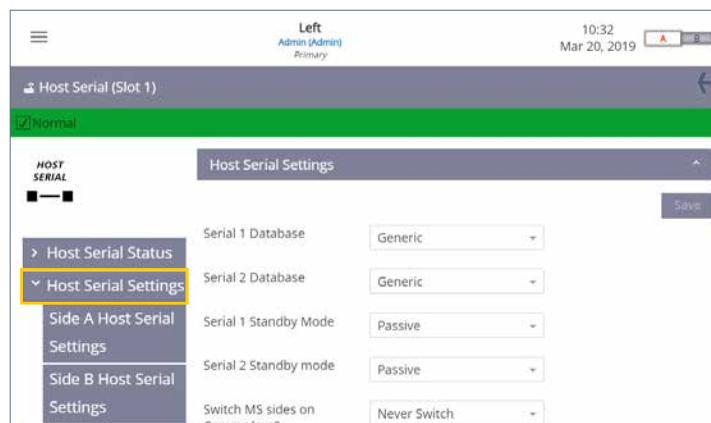 Left
Admin (Admin)
Primary
10:32
Mar 20, 2019
A
B
Host Serial (Slot 1)
Normal
HOST
SERIAL
Host Serial Settings
Save
Host Serial Status
Host Serial Settings
Side A Host Serial
Settings
Side B Host Serial
Settings
Serial 1 Database
Generic
Serial 2 Database
Generic
Serial 1 Standby Mode
Passive
Serial 2 Standby mode
Passive
Switch MS sides on
Never Switch